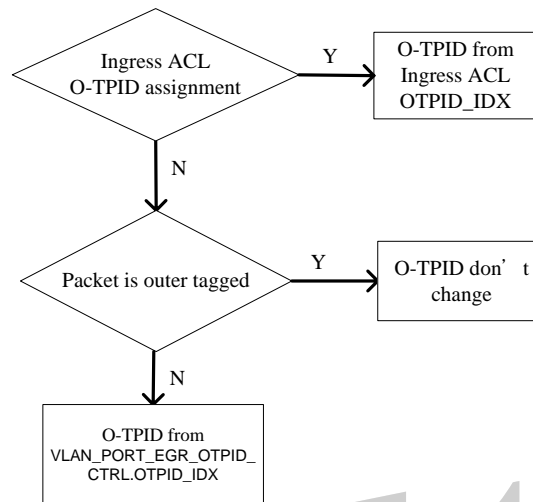 Ingress ACL
O-TPID assignment
Y
O-TPID from
Ingress ACL
OTPID_IDX
N
Packet is outer tagged
Y
O-TPID don’ t
change
N
O-TPID from
VLAN_PORT_EGR_OTPID_
CTRL.OTPID_IDX